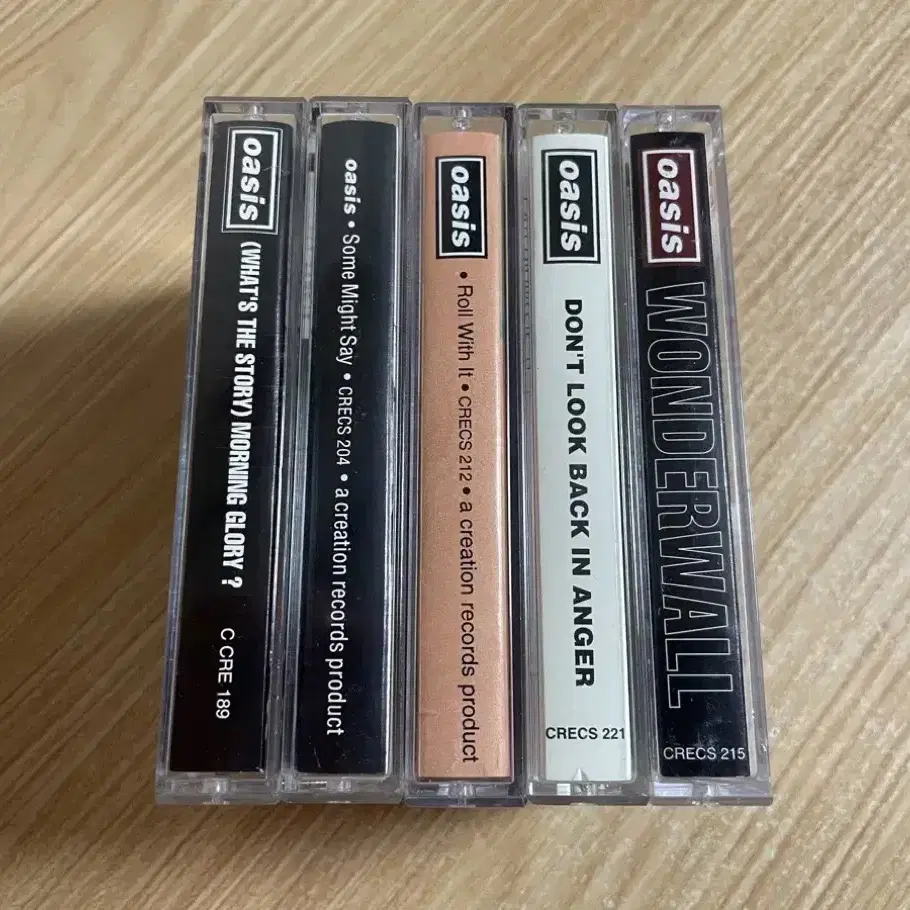 oasis (WHAT'S THE STORY) MORNING GLORY ? C CRE 189
oasis • Some Might Say • CRECS 204 • a creation records product
oasis • Roll With It • CRECS 212 • a creation records product
oasis DON'T LOOK BACK IN ANGER CRECS 221
oasis WONDERWALL CRECS 215